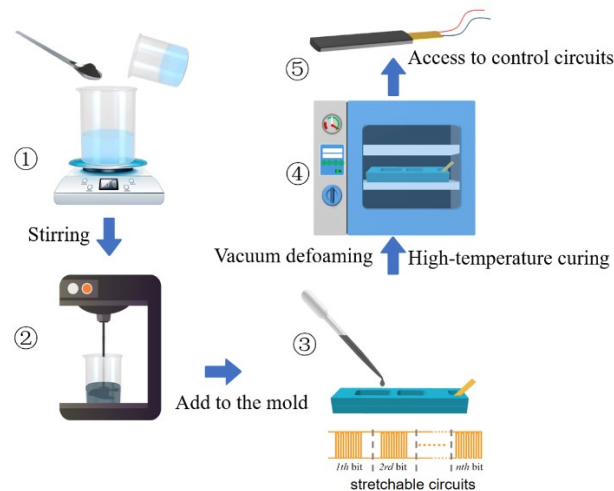 ①
Stirring
②
Add to the mold
③
1th bit 2rd bit nth bit
stretchable circuits
Vacuum defoaming High-temperature curing
④
⑤
Access to control circuits